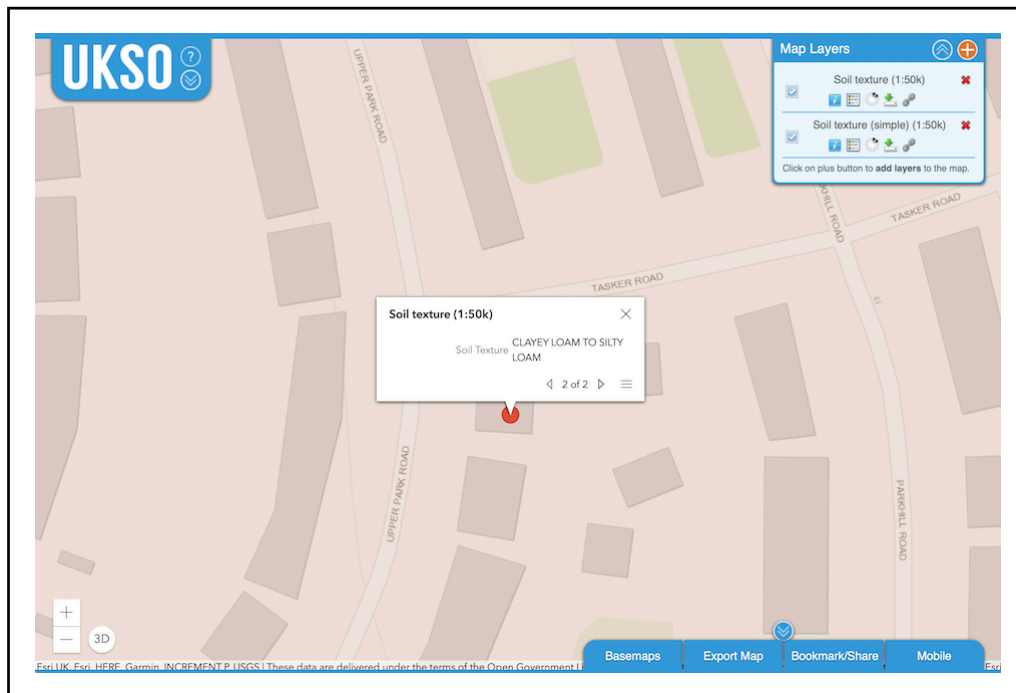 UKSO
?
Map Layers
Soil texture (1:50k)
Soil texture (simple) (1:50k)
Click on plus button to add layers to the map.
UPPER PARK ROAD
PARKHILL ROAD
TASKER ROAD
TASKER ROAD
43
Soil texture (1:50k)
Soil Texture
CLAYEY LOAM TO SILTY
LOAM
2 of 2
UPPER PARK ROAD
PARKHILL ROAD
+
−
3D
Esri UK, Esri, HERE, Garmin, INCREMENT P, USGS | These data are delivered under the terms of the Open Government
Esri
Basemaps
Export Map
Bookmark/Share
Mobile